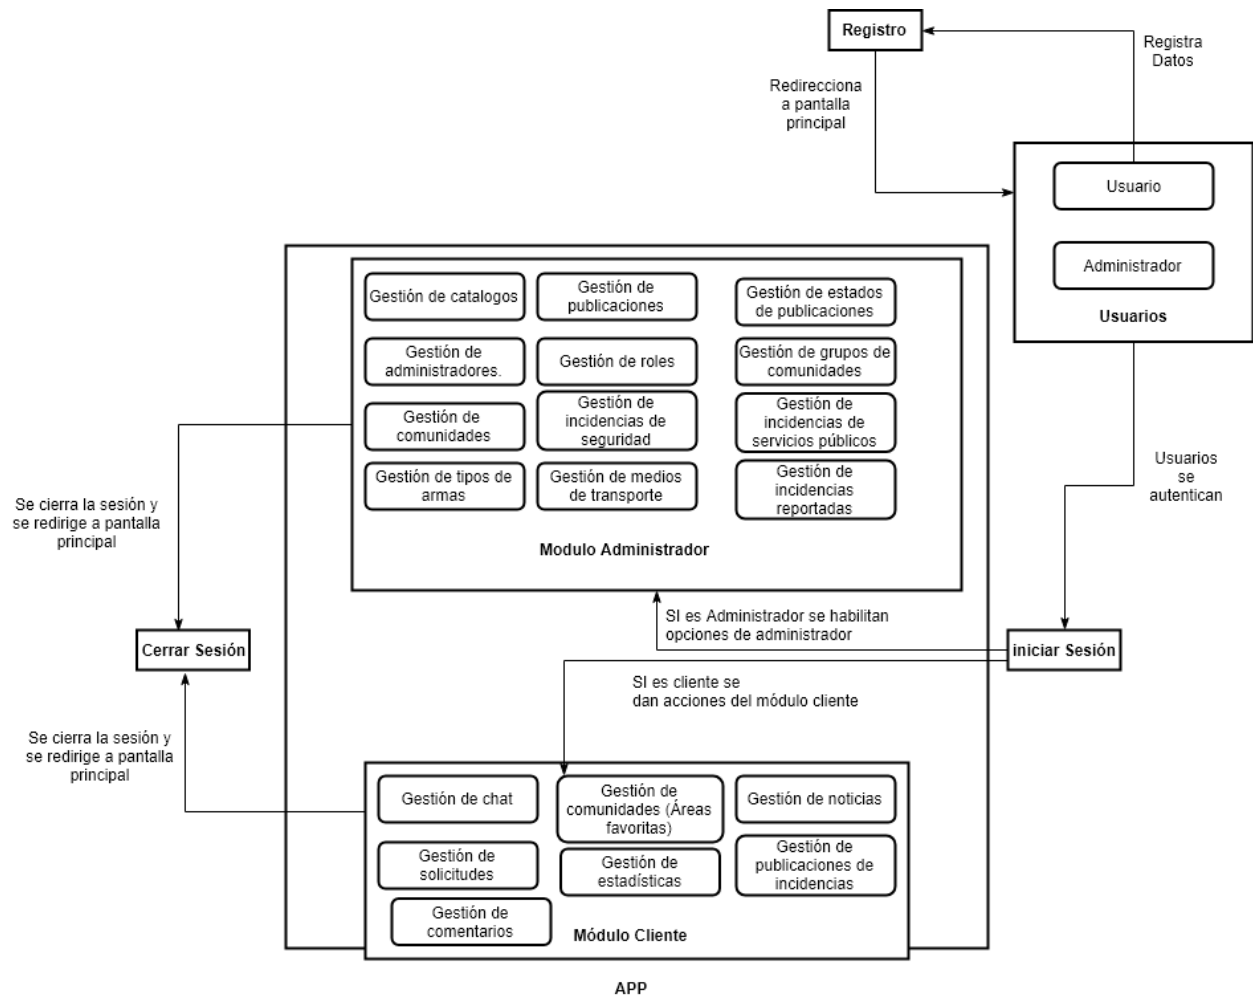 Registro
Registra
Datos
Redirecciona
a pantalla
principal
Usuario
Administrador
Usuarios
Gestión de catalogos
Gestión de
publicaciones
Gestión de estados
de publicaciones
Gestión de
administradores.
Gestión de roles
Gestión de grupos de
comunidades
Gestión de
comunidades
Gestión de
incidencias de
seguridad
Gestión de
incidencias de
servicios públicos
Gestión de tipos de
armas
Gestión de medios
de transporte
Gestión de
incidencias
reportadas
Modulo Administrador
Usuarios
se
autentican
Se cierra la sesión y
se redirige a pantalla
principal
SI es Administrador se habilitan
opciones de administrador
Cerrar Sesión
iniciar Sesión
SI es cliente se
dan acciones del módulo cliente
Se cierra la sesión y
se redirige a pantalla
principal
Gestión de chat
Gestión de
comunidades (Áreas
favoritas)
Gestión de noticias
Gestión de
solicitudes
Gestión de
estadísticas
Gestión de
publicaciones de
incidencias
Gestión de
comentarios
Módulo Cliente
APP